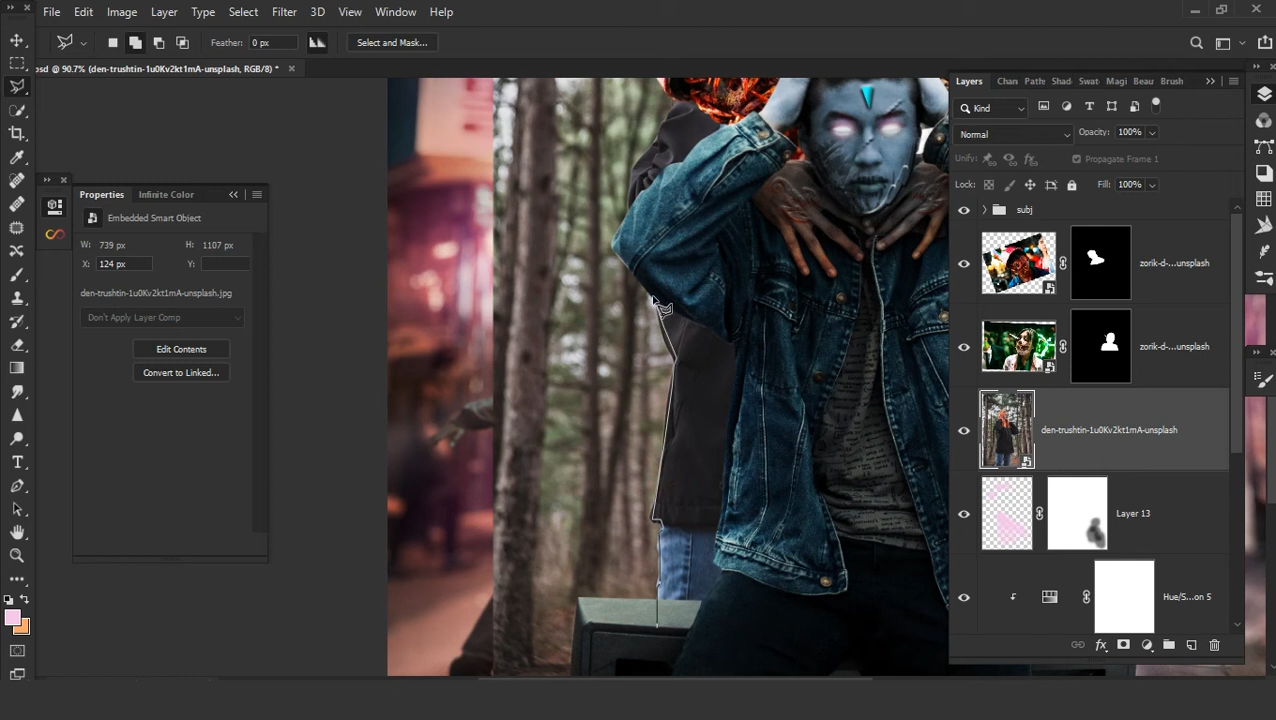 File Edit Image Layer Type Select Filter 3D View Window Help
Feather: 0 px Select and Mask...
osd @ 90.7% (den-trushtin-1u0Kv2kt1mA-unsplash, RGB/8) *
Layers Chan Paths Shad Swat Magi Beau Brush
Kind
Normal Opacity: 100%
Unify: Propagate Frame 1
Lock: Fill: 100%
subj
zorik-d-...unsplash
zorik-d-...unsplash
den-trushtin-1u0Kv2kt1mA-unsplash
Layer 13
Hue/S...on 5
Properties Infinite Color
Embedded Smart Object
W: 739 px H: 1107 px
X: 124 px Y:
den-trushtin-1u0Kv2kt1mA-unsplash.jpg
Don't Apply Layer Comp
Edit Contents
Convert to Linked...